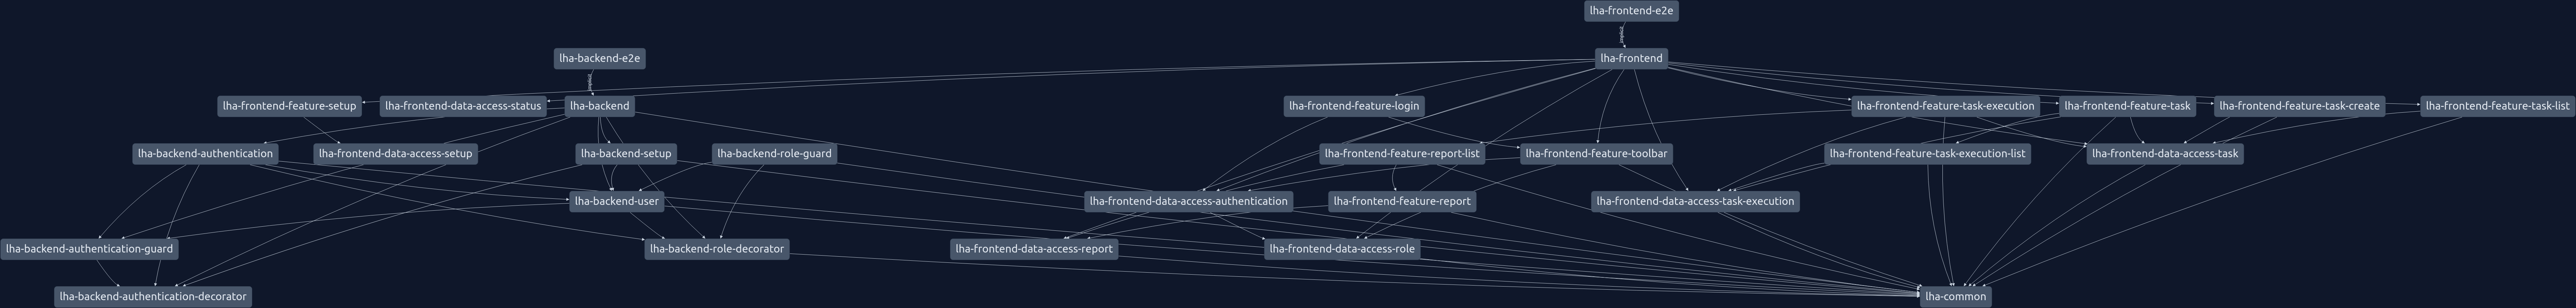 lha-frontend-e2e
implicit
lha-backend-e2e
lha-frontend
implicit
lha-frontend-feature-setup
lha-frontend-data-access-status
lha-backend
lha-frontend-feature-login
lha-frontend-feature-task-execution
lha-frontend-feature-task
lha-frontend-feature-task-create
lha-frontend-feature-task-list
lha-backend-authentication
lha-frontend-data-access-setup
lha-backend-setup
lha-backend-role-guard
lha-frontend-feature-report-list
lha-frontend-feature-toolbar
lha-frontend-feature-task-execution-list
lha-frontend-data-access-task
lha-backend-user
lha-frontend-data-access-authentication
lha-frontend-feature-report
lha-frontend-data-access-task-execution
lha-backend-authentication-guard
lha-backend-role-decorator
lha-frontend-data-access-report
lha-frontend-data-access-role
lha-backend-authentication-decorator
lha-common